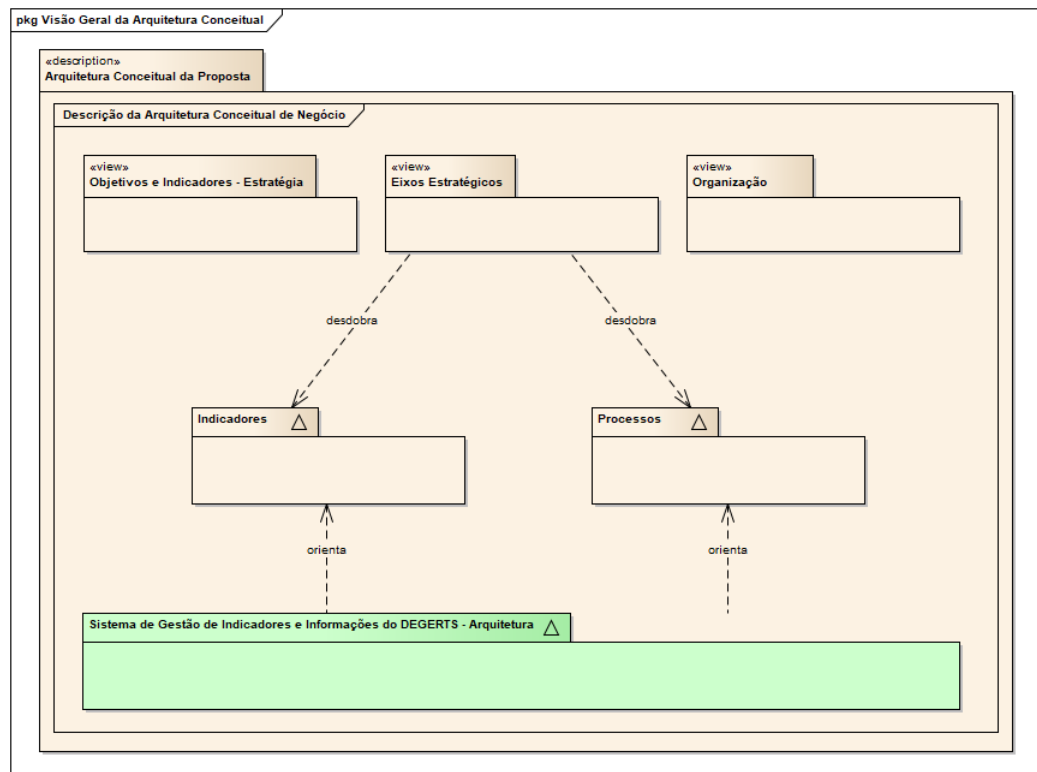 pkg Visão Geral da Arquitetura Conceitual
«description»
Arquitetura Conceitual da Proposta
Descrição da Arquitetura Conceitual de Negócio
«view»
Objetivos e Indicadores - Estratégia
«view»
Eixos Estratégicos
«view»
Organização
desdobra
desdobra
Indicadores
Processos
orienta
orienta
Sistema de Gestão de Indicadores e Informações do DEGERTS - Arquitetura